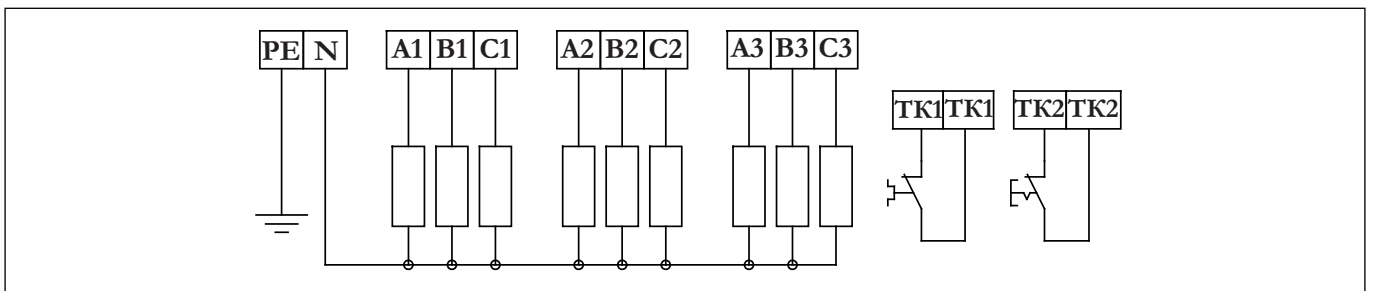 PE N A1 B1 C1 A2 B2 C2 A3 B3 C3
TK1 TK1 TK2 TK2